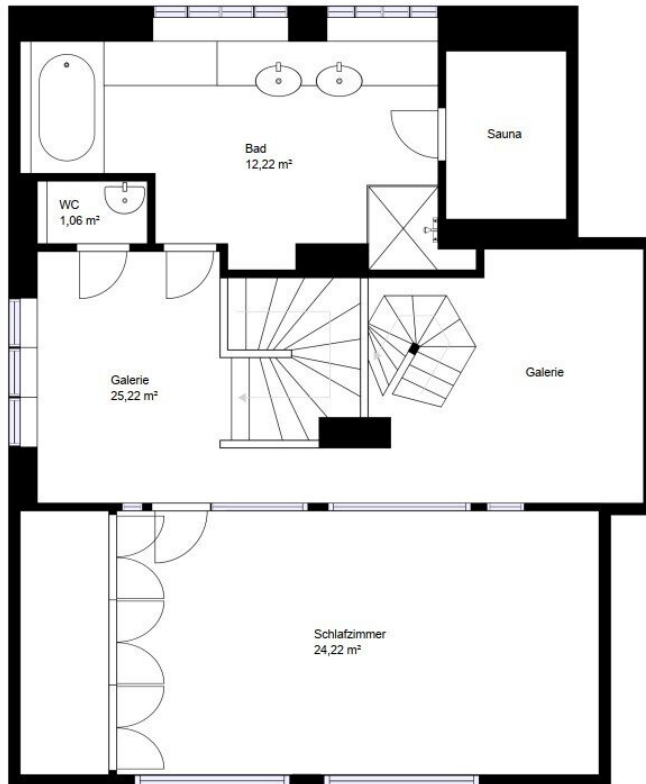 Sauna
Bad
12,22 m²
WC
1,06 m²
Galerie
25,22 m²
Galerie
Schlafzimmer
24,22 m²